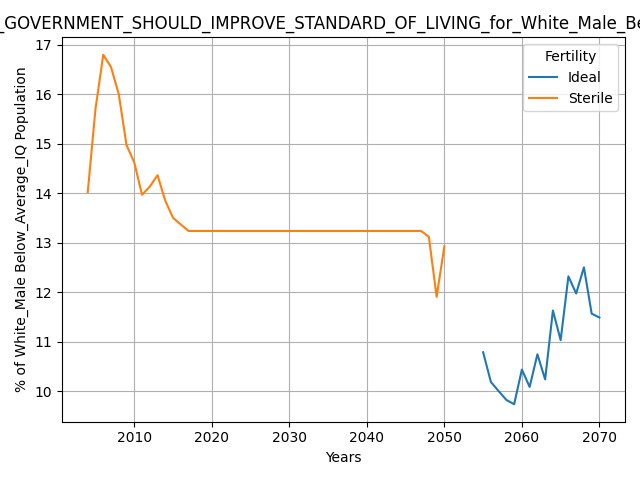 _GOVERNMENT_SHOULD_IMPROVE_STANDARD_OF_LIVING_for_White_Male_Be
Fertility
Ideal
Sterile
% of White_Male Below_Average_IQ Population
17
16
15
14
13
12
11
10
2010 2020 2030 2040 2050 2060 2070
Years